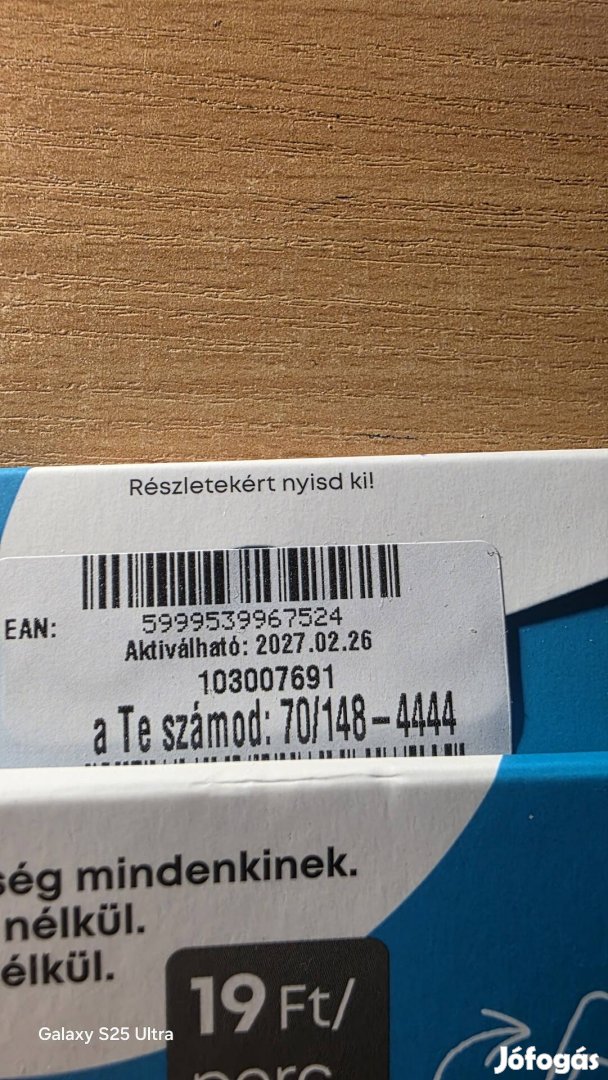 Részletekért nyisd ki!
EAN:
5999539967524
Aktiválható: 2027.02.26
103007691
a Te számod: 70/148-4444
ség mindenkinek.
nélkül.
élkül.
19 Ft/
perc
Galaxy S25 Ultra
Jófogás